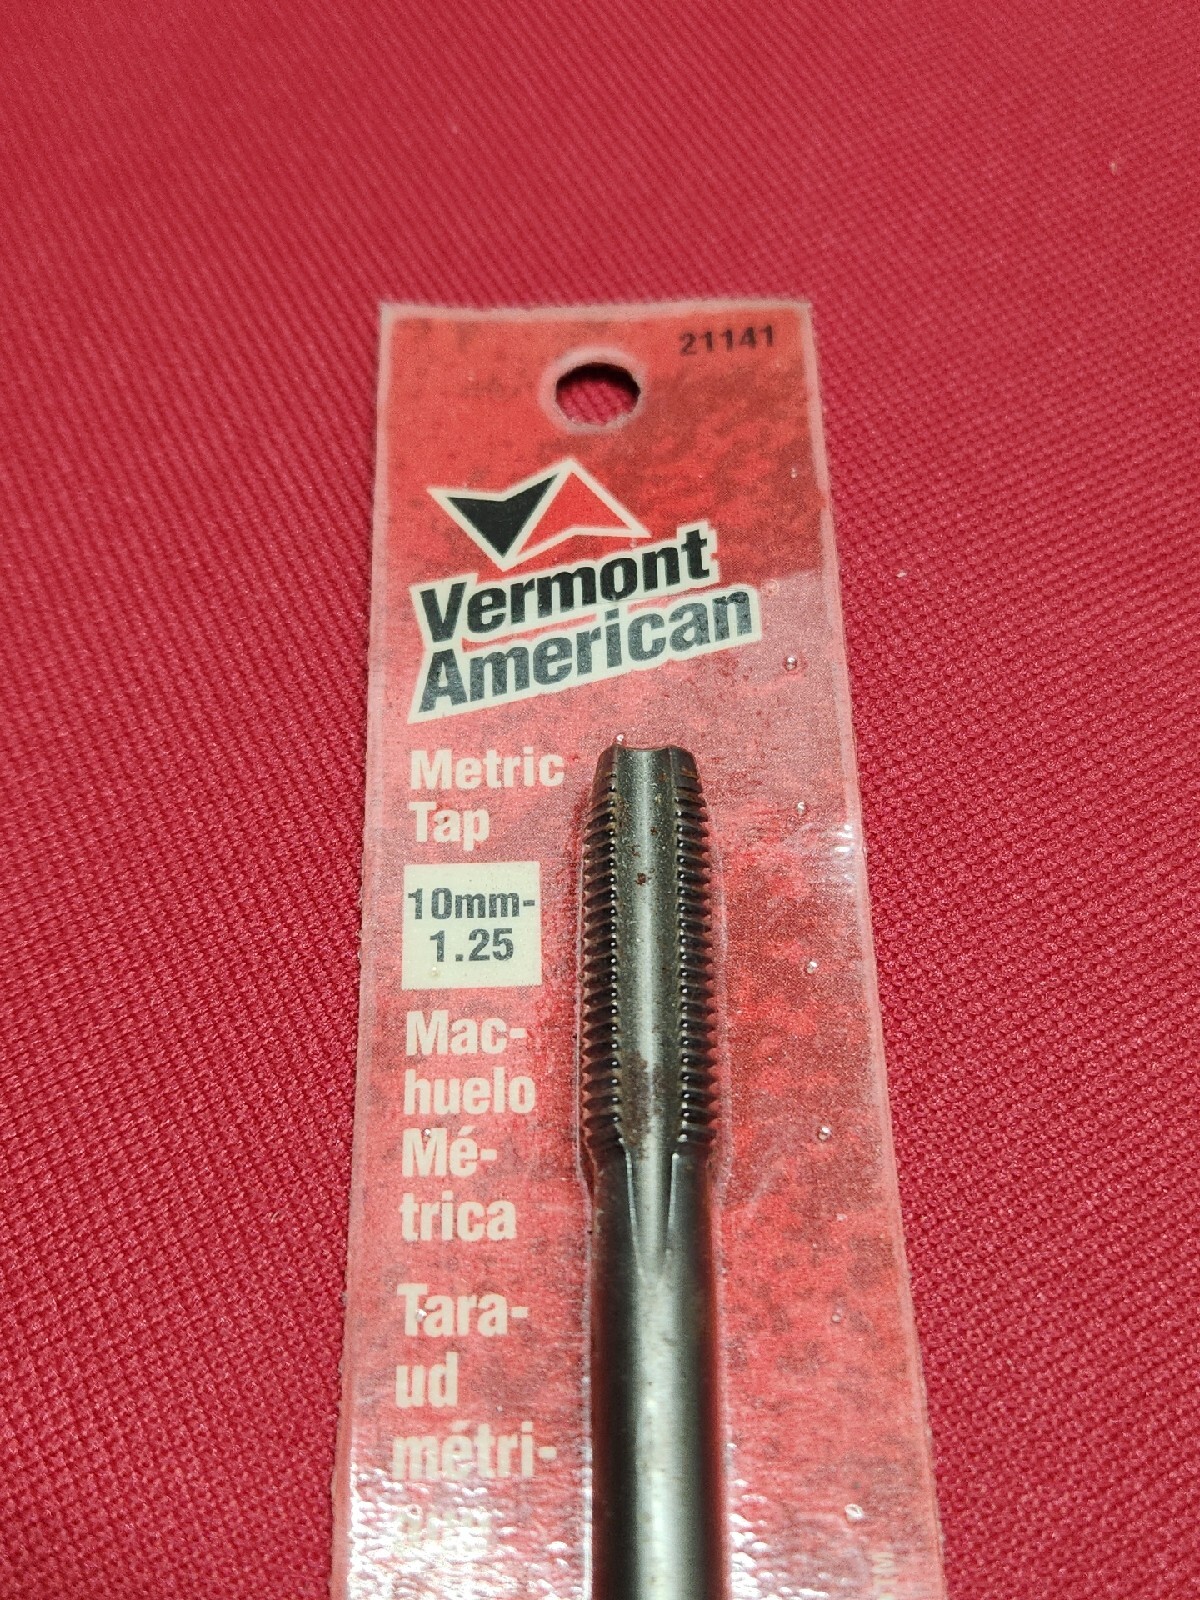 21141
Vermont
American
Metric
Tap
10mm-
1.25
Mac-
huelo
Mé-
trica
Tara-
ud
métri-